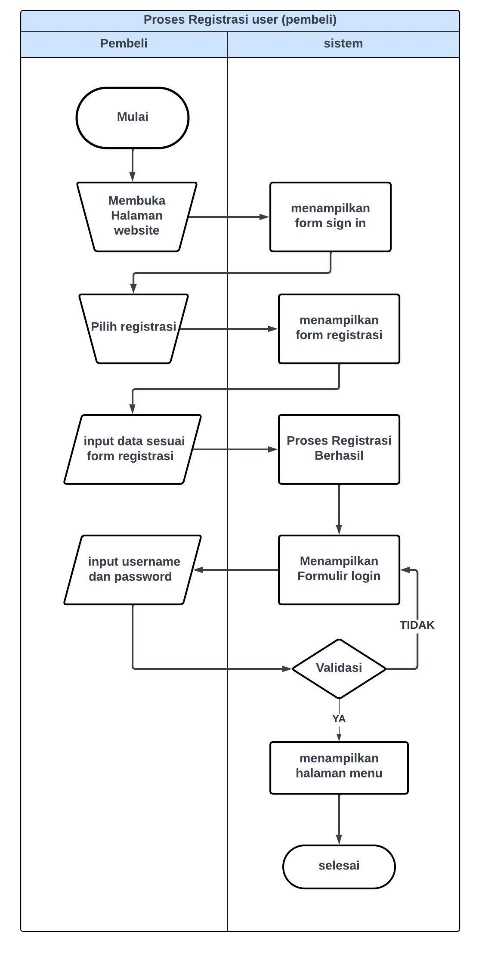 Proses Registrasi user (pembeli)
Pembeli
sistem
Mulai
Membuka
Halaman
website
menampilkan
form sign in
Pilih registrasi
menampilkan
form registrasi
input data sesuai
form registrasi
Proses Registrasi
Berhasil
input username
dan password
Menampilkan
Formulir login
TIDAK
Validasi
YA
menampilkan
halaman menu
selesai